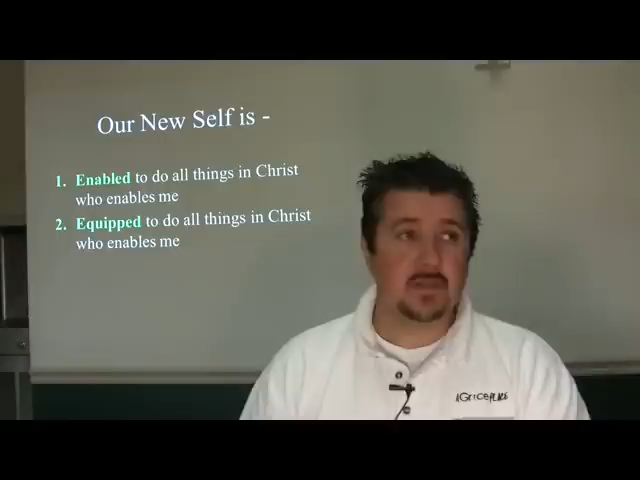 Our New Self is -
1. Enabled to do all things in Christ
who enables me
2. Equipped to do all things in Christ
who enables me